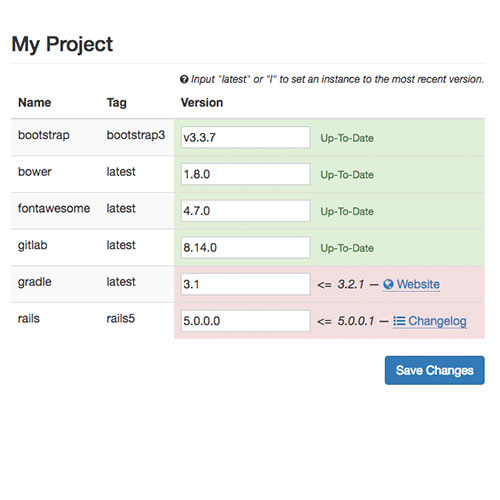 My Project
Input "latest" or "l" to set an instance to the most recent version.
Name Tag Version
bootstrap bootstrap3 v3.3.7 Up-To-Date
bower latest 1.8.0 Up-To-Date
fontawesome latest 4.7.0 Up-To-Date
gitlab latest 8.14.0 Up-To-Date
gradle latest 3.1 <= 3.2.1 — Website
rails rails5 5.0.0.0 <= 5.0.0.1 — Changelog
Save Changes